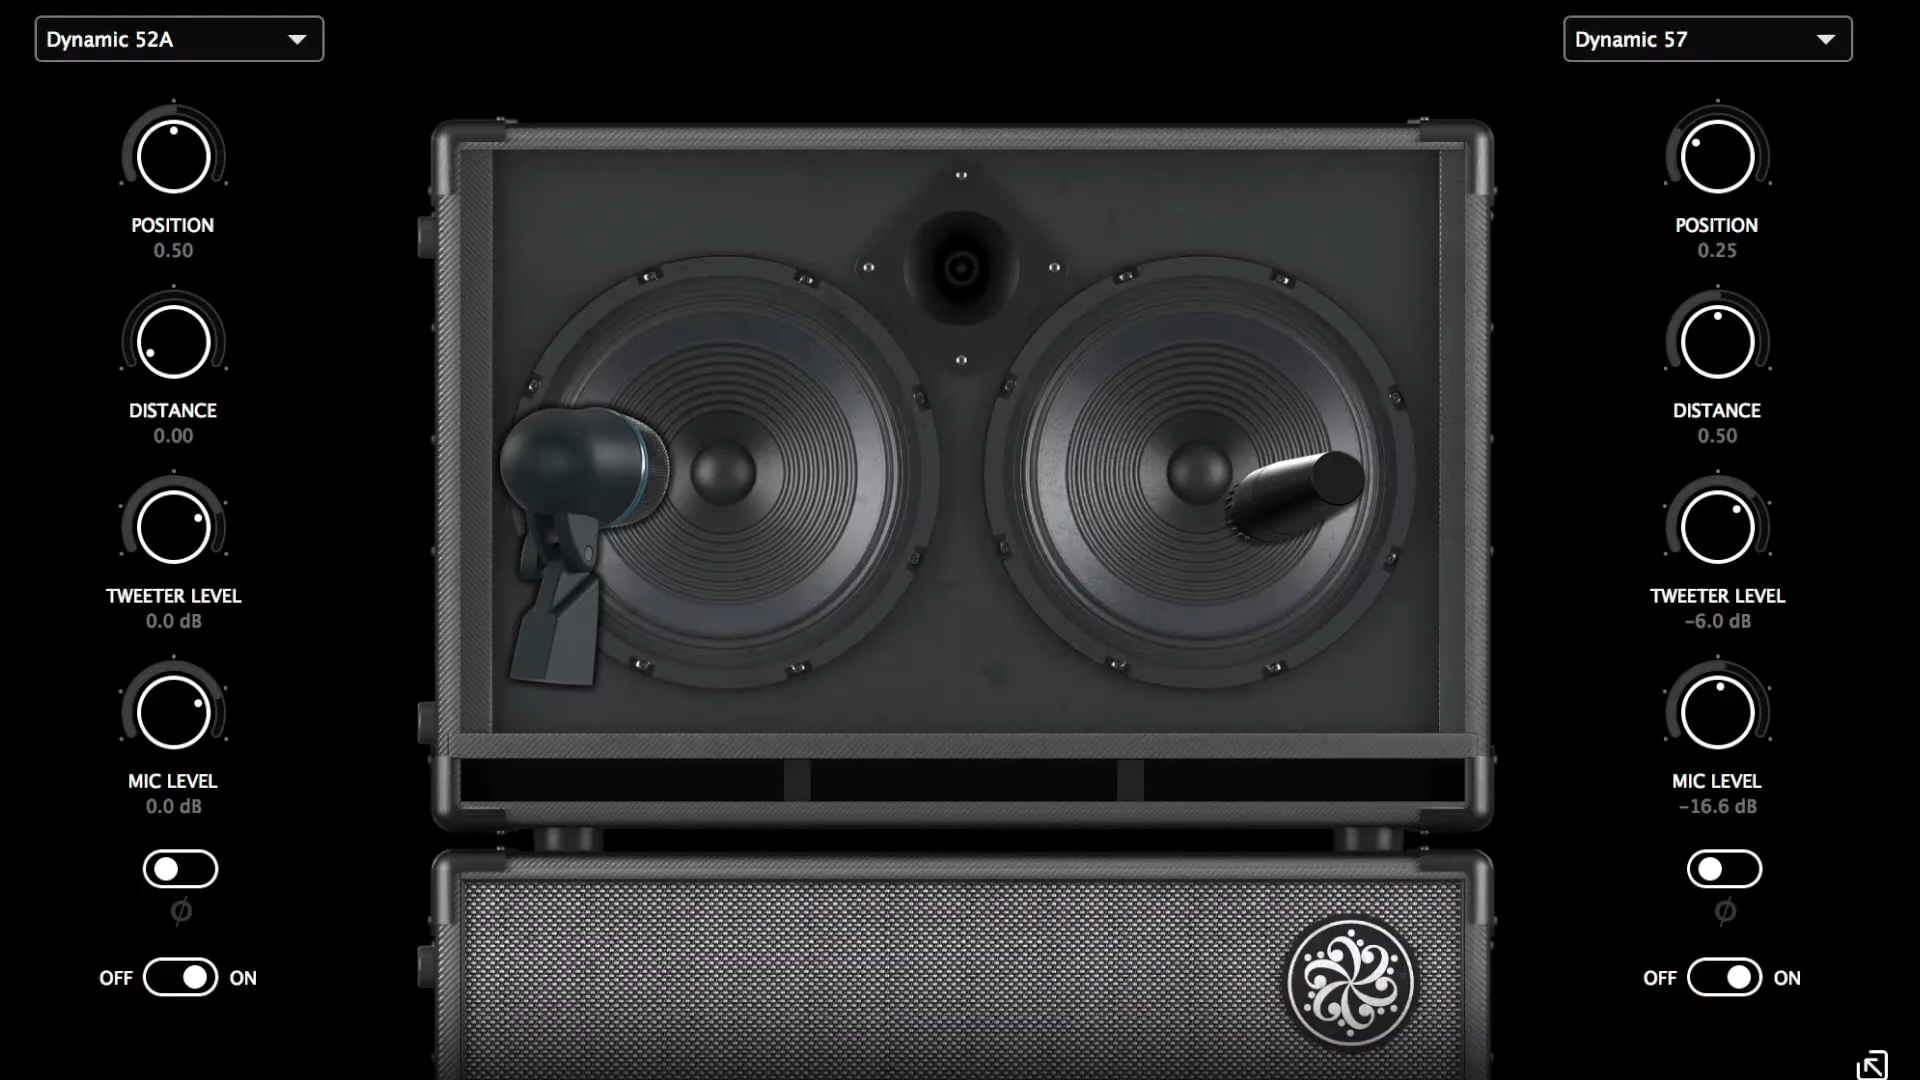 Dynamic 52A
POSITION
0.50
DISTANCE
0.00
TWEETER LEVEL
0.0 dB
MIC LEVEL
0.0 dB
Ø
OFF ON
Dynamic 57
POSITION
0.25
DISTANCE
0.50
TWEETER LEVEL
-6.0 dB
MIC LEVEL
-16.6 dB
Ø
OFF ON